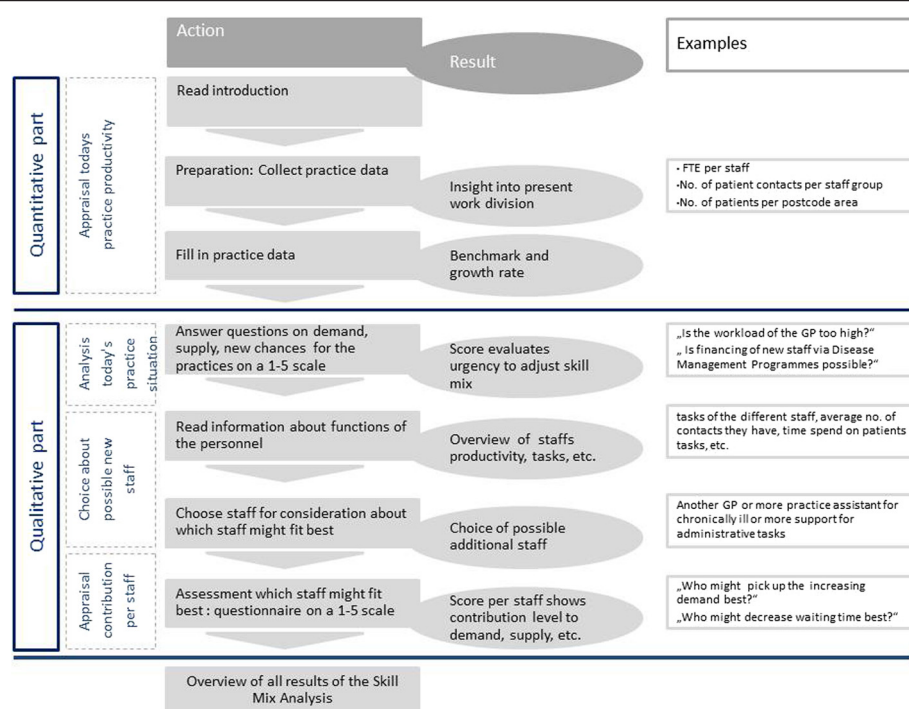 Action
Result
Examples
Quantitative part
Appraisal todays
practice productivity
Read introduction
Preparation: Collect practice data
Insight into present
work division
• FTE per staff
•No. of patient contacts per staff group
•No. of patients per postcode area
Fill in practice data
Benchmark and
growth rate
Qualitative part
Analysis
today's
practice
situation
Answer questions on demand,
supply, new chances for the
practices on a 1-5 scale
Score evaluates
urgency to adjust skill
mix
„Is the workload of the GP too high?“
„ Is financing of new staff via Disease
Management Programmes possible?“
Choice about
possible new
staff
Read information about functions of
the personnel
Overview of staffs
productivity, tasks, etc.
tasks of the different staff, average no. of
contacts they have, time spend on patients
tasks, etc.
Choose staff for consideration about
which staff might fit best
Choice of possible
additional staff
Another GP or more practice assistant for
chronically ill or more support for
administrative tasks
Appraisal
contribution
per staff
Assessment which staff might fit
best : questionnaire on a 1-5 scale
Score per staff shows
contribution level to
demand, supply, etc.
„Who might pick up the increasing
demand best?“
„Who might decrease waiting time best?“
Overview of all results of the Skill
Mix Analysis